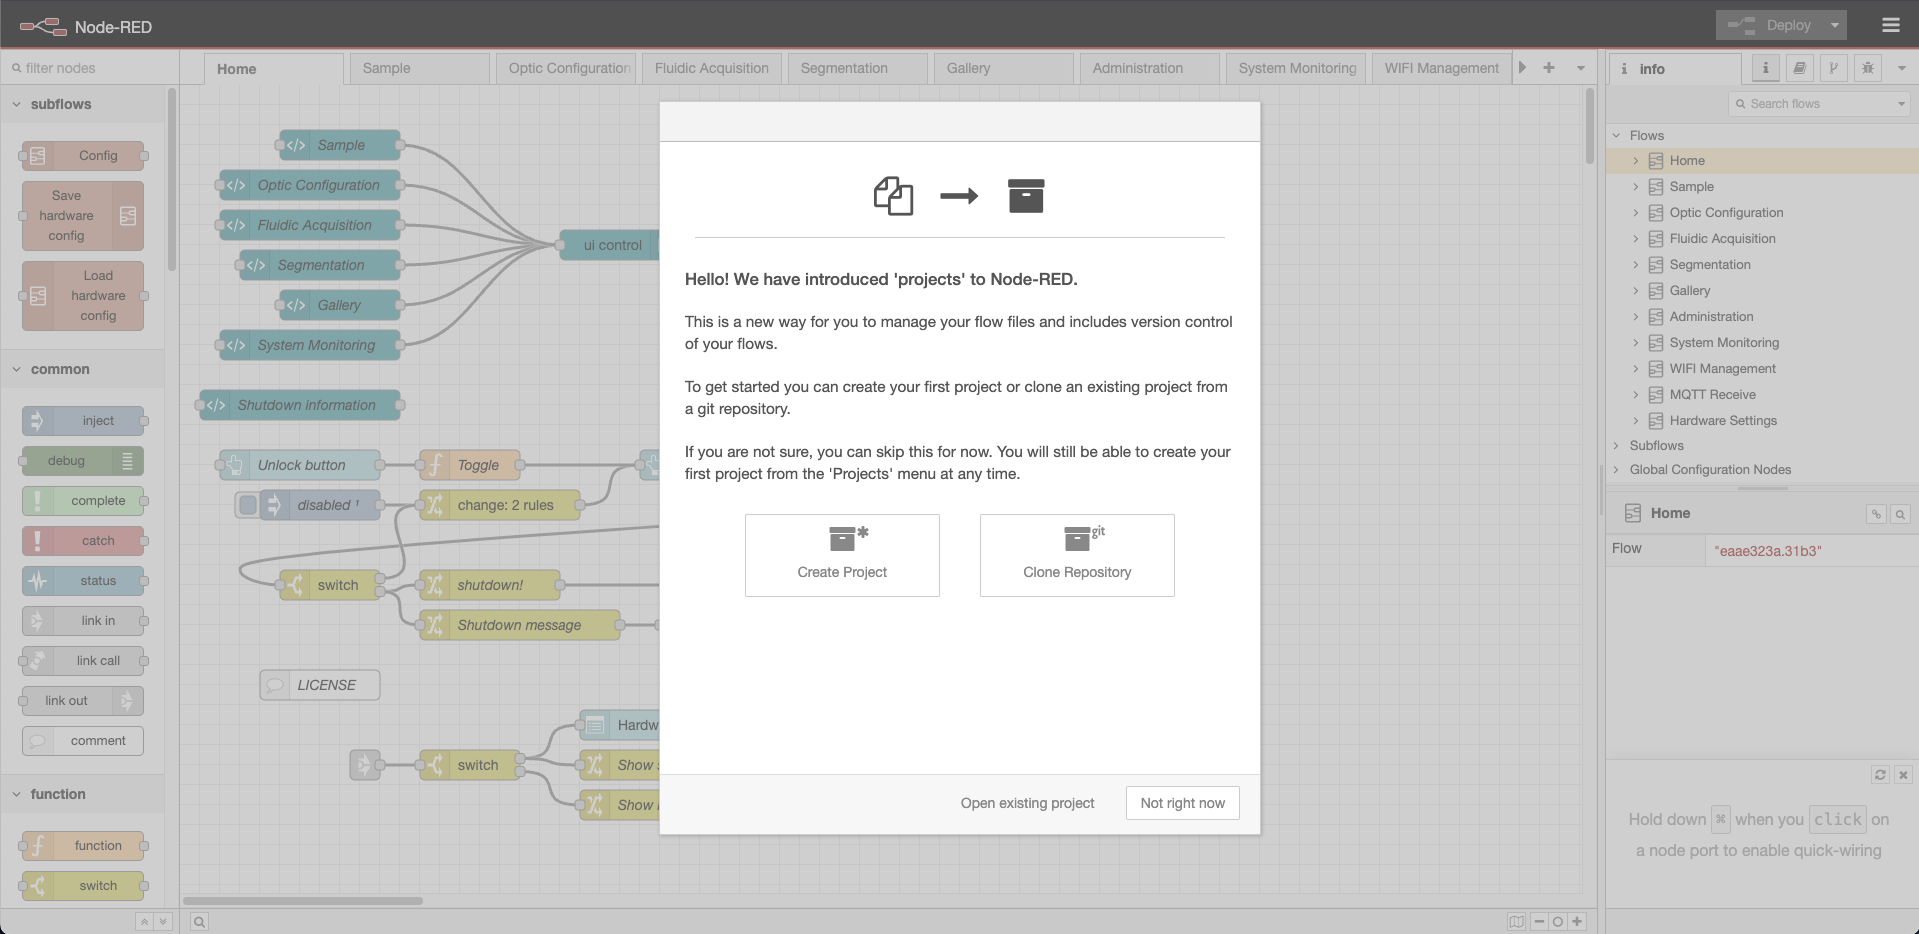 Node-RED
Deploy
filter nodes
Home
Sample
Optic Configuration
Fluidic Acquisition
Segmentation
Gallery
Administration
System Monitoring
WIFI Management
info
subflows
Config
Save
hardware
config
Load
hardware
config
common
inject
debug
complete
catch
status
link in
link call
link out
comment
function
function
switch
Sample
Optic Configuration
Fluidic Acquisition
Segmentation
Gallery
System Monitoring
ui control
Shutdown information
Unlock button
Toggle
disabled ¹
change: 2 rules
switch
shutdown!
Shutdown message
LICENSE
switch
Hardw
Show
Show
Hello! We have introduced 'projects' to Node-RED.
This is a new way for you to manage your flow files and includes version control
of your flows.
To get started you can create your first project or clone an existing project from
a git repository.
If you are not sure, you can skip this for now. You will still be able to create your
first project from the 'Projects' menu at any time.
Create Project
git
Clone Repository
Open existing project
Not right now
Search flows
Flows
Home
Sample
Optic Configuration
Fluidic Acquisition
Segmentation
Gallery
Administration
System Monitoring
WIFI Management
MQTT Receive
Hardware Settings
Subflows
Global Configuration Nodes
Home
Flow
"eaae323a.31b3"
Hold down ⌘ when you click on
a node port to enable quick-wiring